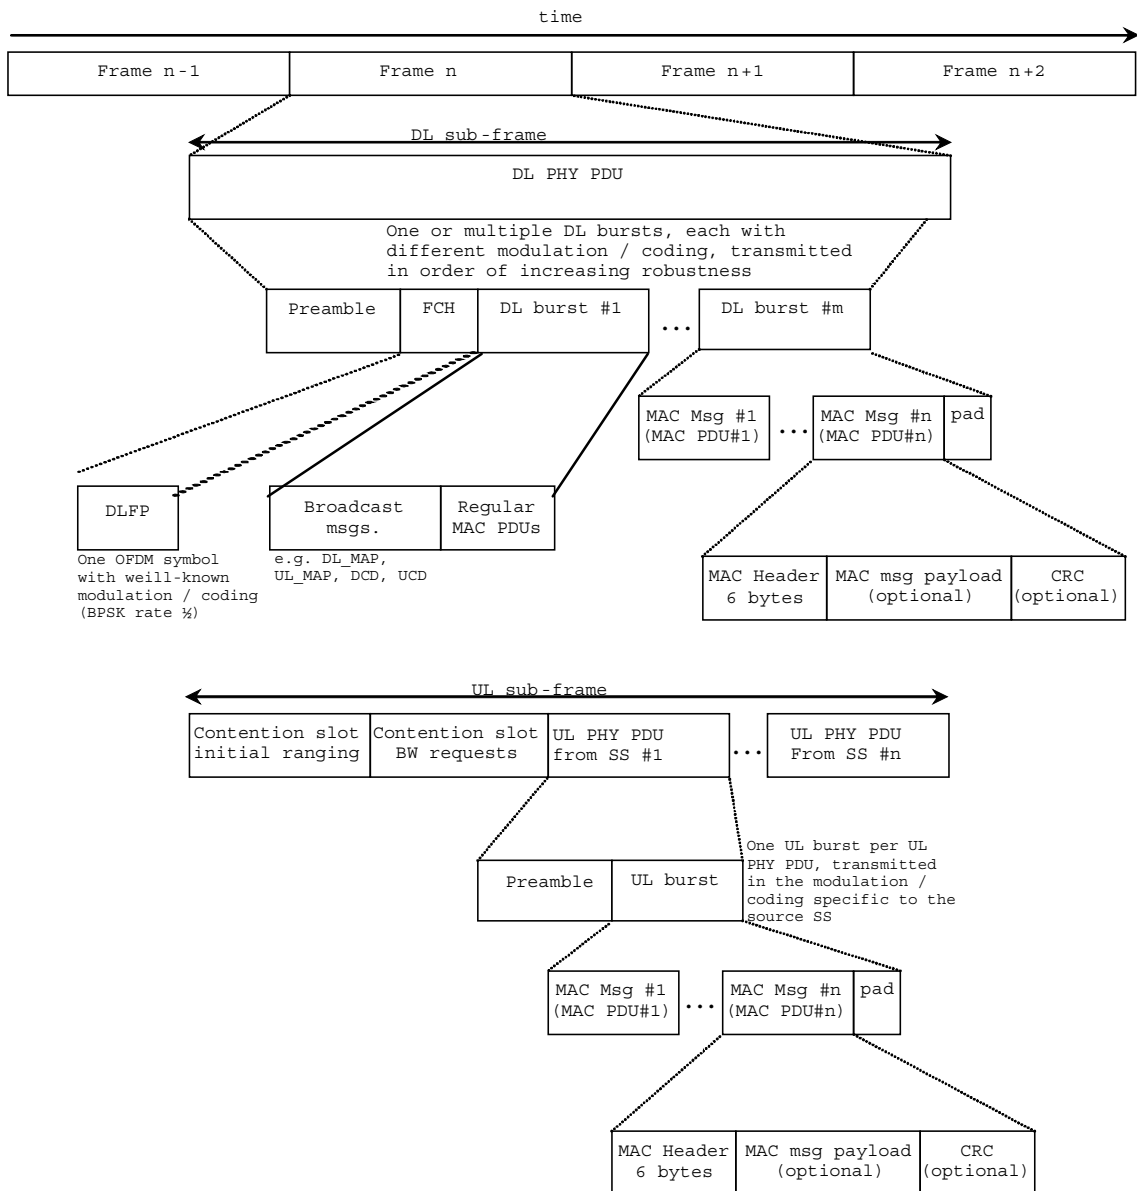 time
Frame n-1
Frame n
Frame n+1
Frame n+2
DL sub-frame
DL PHY PDU
One or multiple DL bursts, each with
different modulation / coding, transmitted
in order of increasing robustness
Preamble
FCH
DL burst #1
...
DL burst #m
MAC Msg #1
(MAC PDU#1)
...
MAC Msg #n
(MAC PDU#n)
pad
DLFP
Broadcast
msgs.
Regular
MAC PDUs
One OFDM symbol
with weill-known
modulation / coding
(BPSK rate ½)
e.g. DL_MAP,
UL_MAP, DCD, UCD
MAC Header
6 bytes
MAC msg payload
(optional)
CRC
(optional)
UL sub-frame
Contention slot
initial ranging
Contention slot
BW requests
UL PHY PDU
from SS #1
...
UL PHY PDU
From SS #n
Preamble
UL burst
One UL burst per UL
PHY PDU, transmitted
in the modulation /
coding specific to the
source SS
MAC Msg #1
(MAC PDU#1)
...
MAC Msg #n
(MAC PDU#n)
pad
MAC Header
6 bytes
MAC msg payload
(optional)
CRC
(optional)